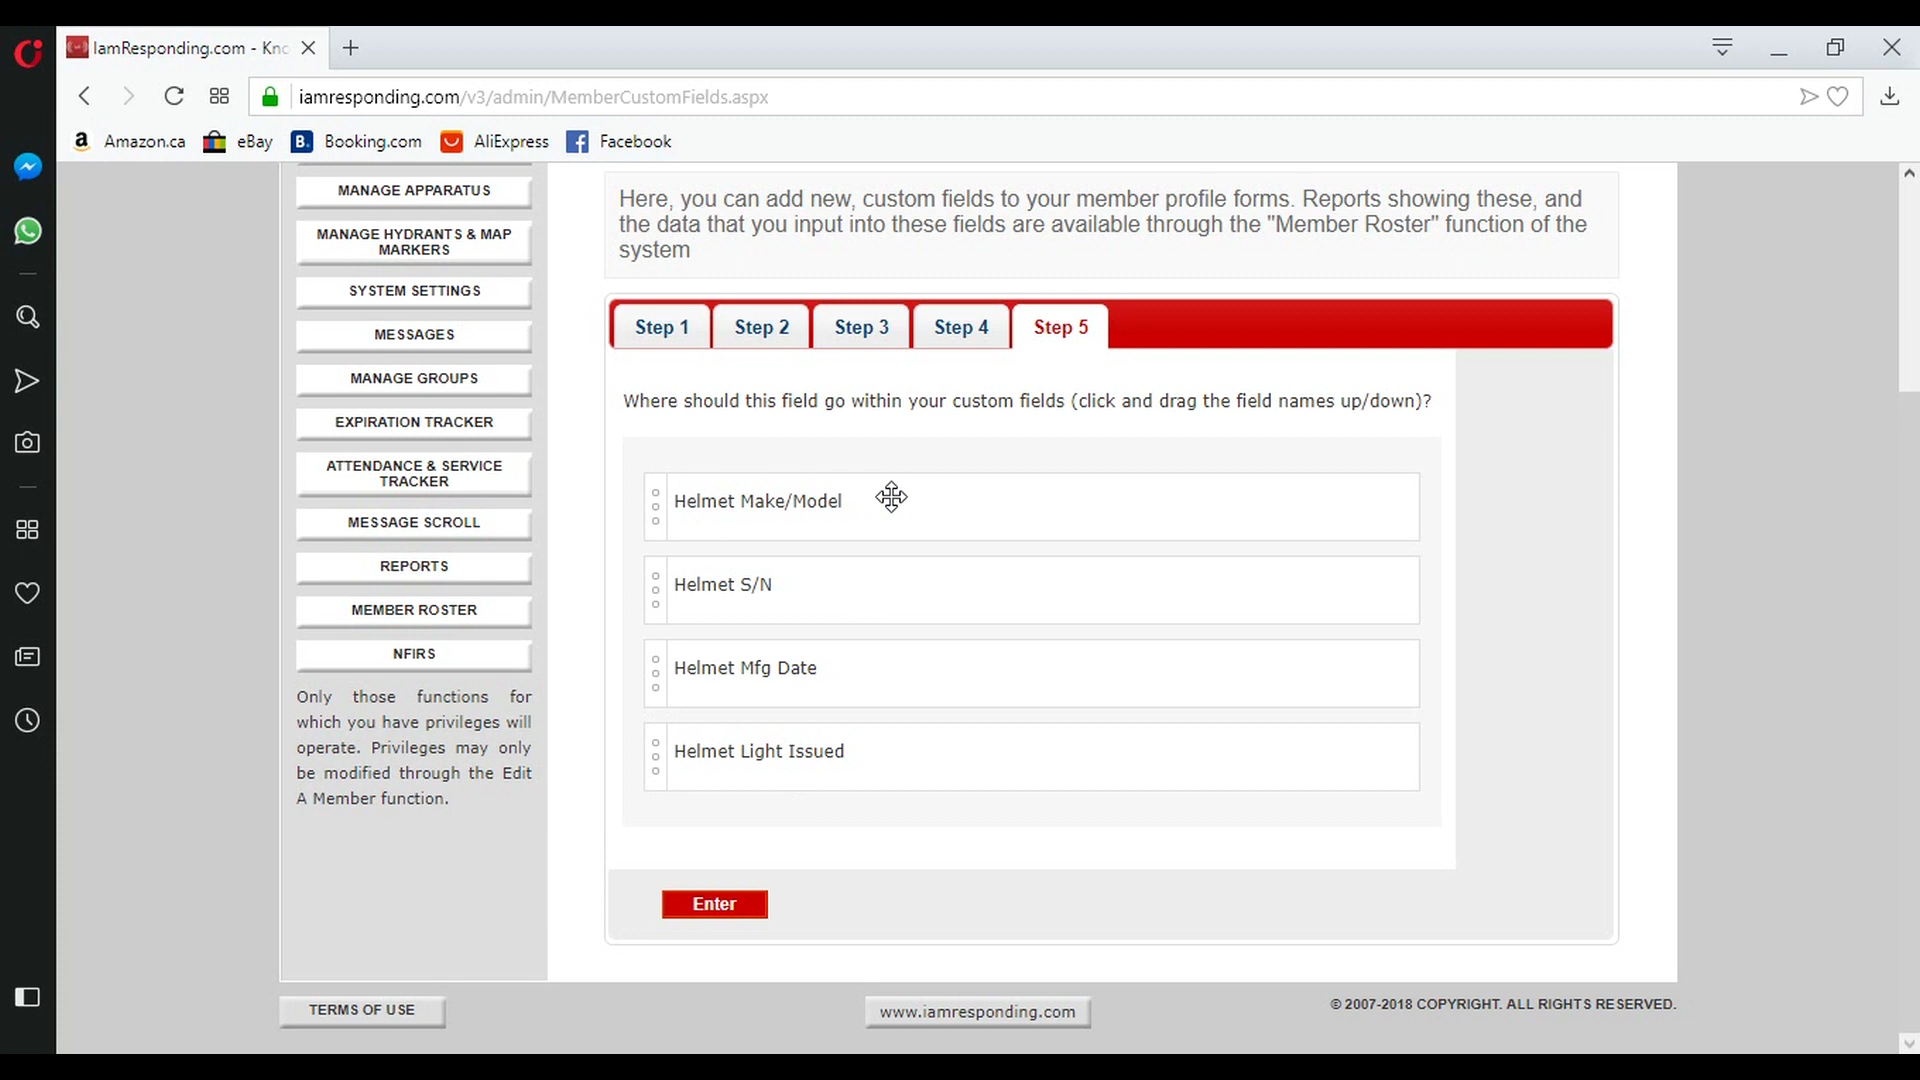 IamResponding.com - Kno
iamresponding.com/v3/admin/MemberCustomFields.aspx
a Amazon.ca eBay B. Booking.com AliExpress f Facebook
MANAGE APPARATUS
MANAGE HYDRANTS & MAP
MARKERS
SYSTEM SETTINGS
MESSAGES
MANAGE GROUPS
EXPIRATION TRACKER
ATTENDANCE & SERVICE
TRACKER
MESSAGE SCROLL
REPORTS
MEMBER ROSTER
NFIRS
Only those functions for
which you have privileges will
operate. Privileges may only
be modified through the Edit
A Member function.
Here, you can add new, custom fields to your member profile forms. Reports showing these, and
the data that you input into these fields are available through the "Member Roster" function of the
system
Step 1 Step 2 Step 3 Step 4 Step 5
Where should this field go within your custom fields (click and drag the field names up/down)?
Helmet Make/Model
Helmet S/N
Helmet Mfg Date
Helmet Light Issued
Enter
TERMS OF USE
www.iamresponding.com
© 2007-2018 COPYRIGHT. ALL RIGHTS RESERVED.